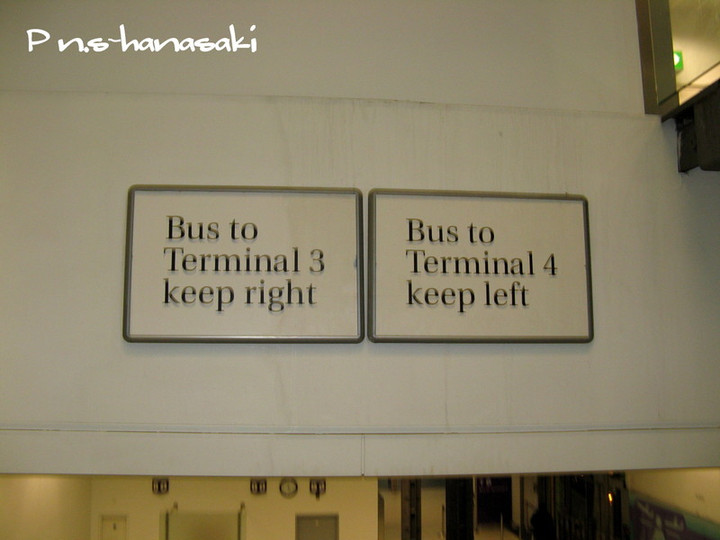 P n.s-hanasaki
Bus to
Terminal 3
keep right
Bus to
Terminal 4
keep left